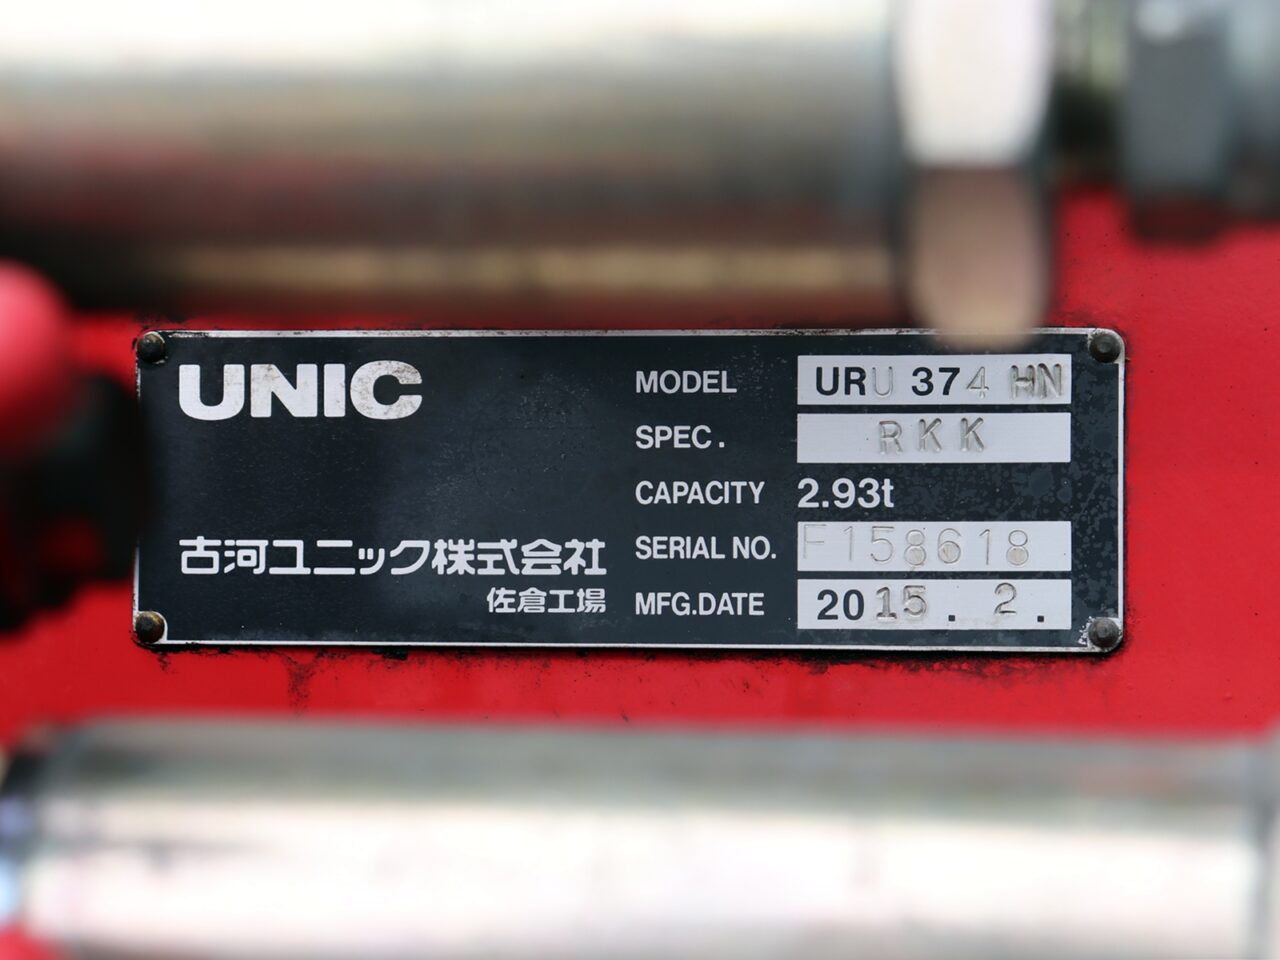 UNIC
古河ユニック株式会社
佐倉工場
MODEL URU 374 HN
SPEC. RKK
CAPACITY 2.93t
SERIAL NO. F158618
MFG.DATE 2015. 2.